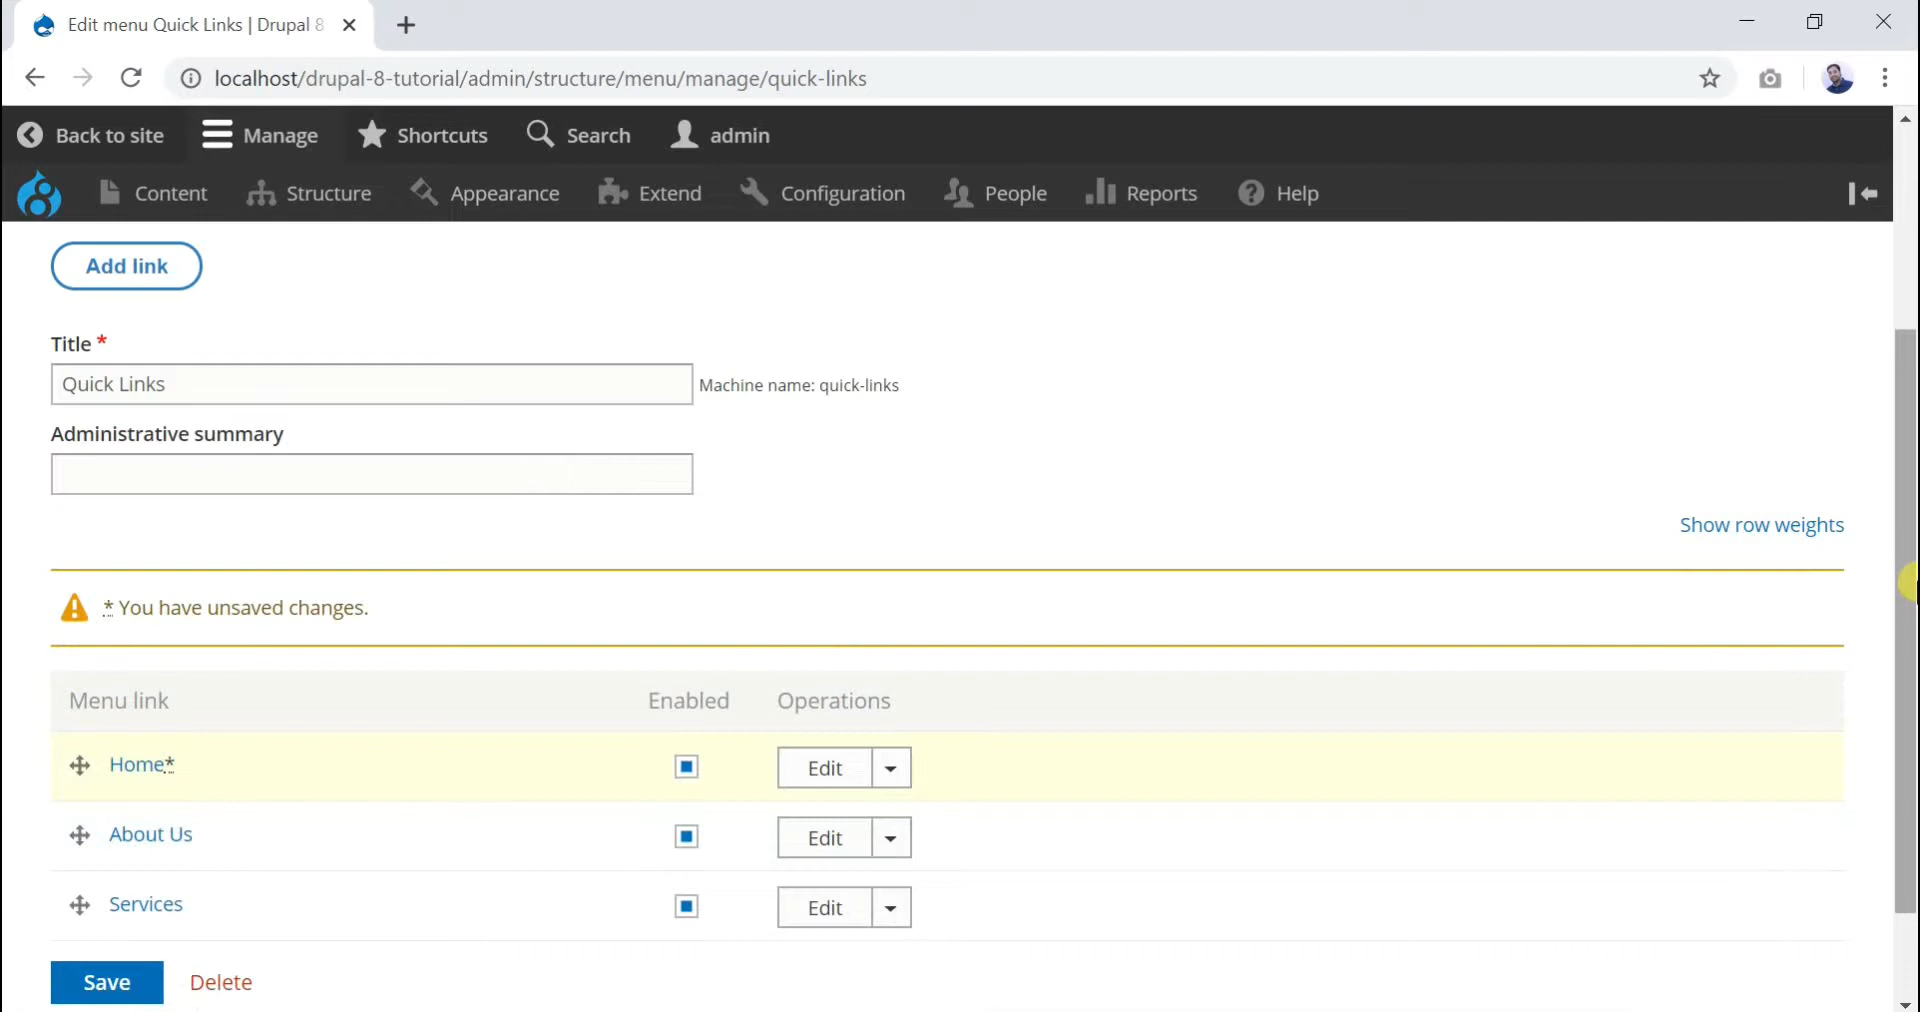 Edit menu Quick Links | Drupal 8
localhost/drupal-8-tutorial/admin/structure/menu/manage/quick-links
Back to site Manage Shortcuts Search admin
Content Structure Appearance Extend Configuration People Reports Help
Add link
Title *
Quick Links Machine name: quick-links
Administrative summary
Show row weights
* You have unsaved changes.
Menu link Enabled Operations
Home* Edit
About Us Edit
Services Edit
Save Delete